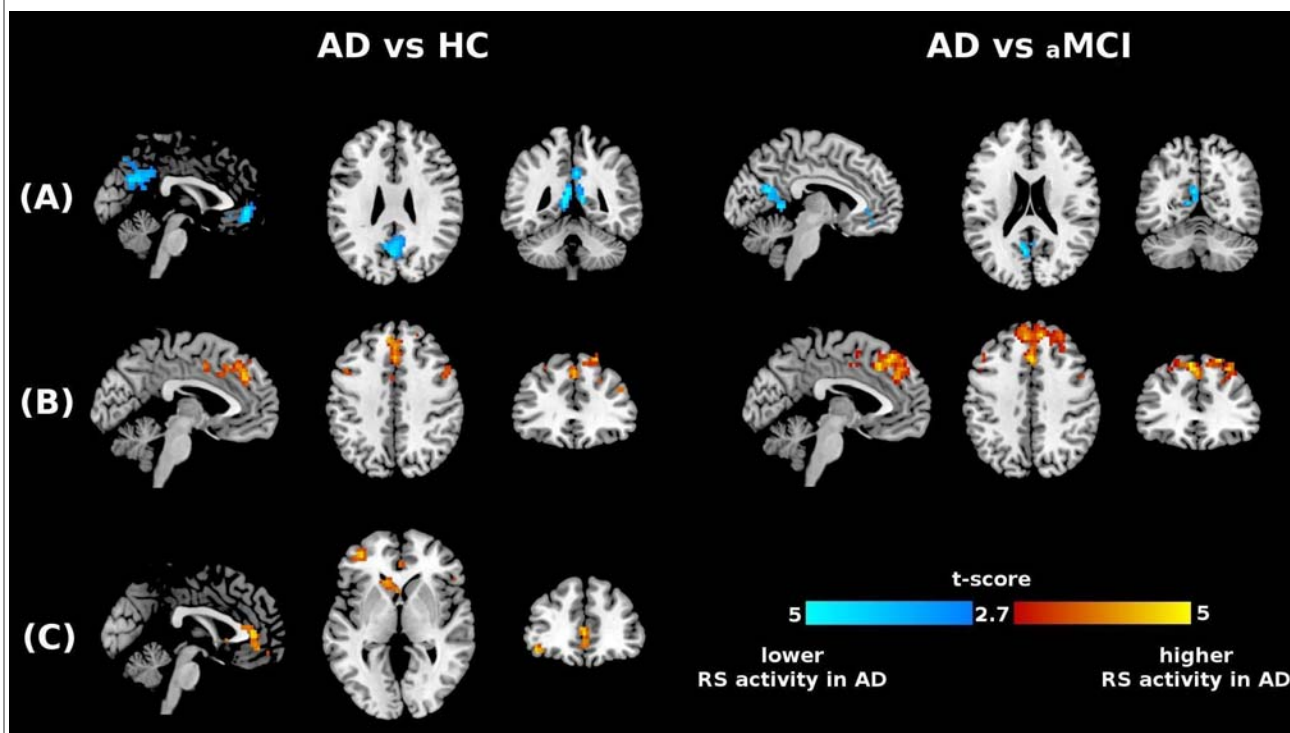 AD vs HC
AD vs aMCI
(A)
(B)
(C)
t-score
5 2.7 5
lower
RS activity in AD
higher
RS activity in AD